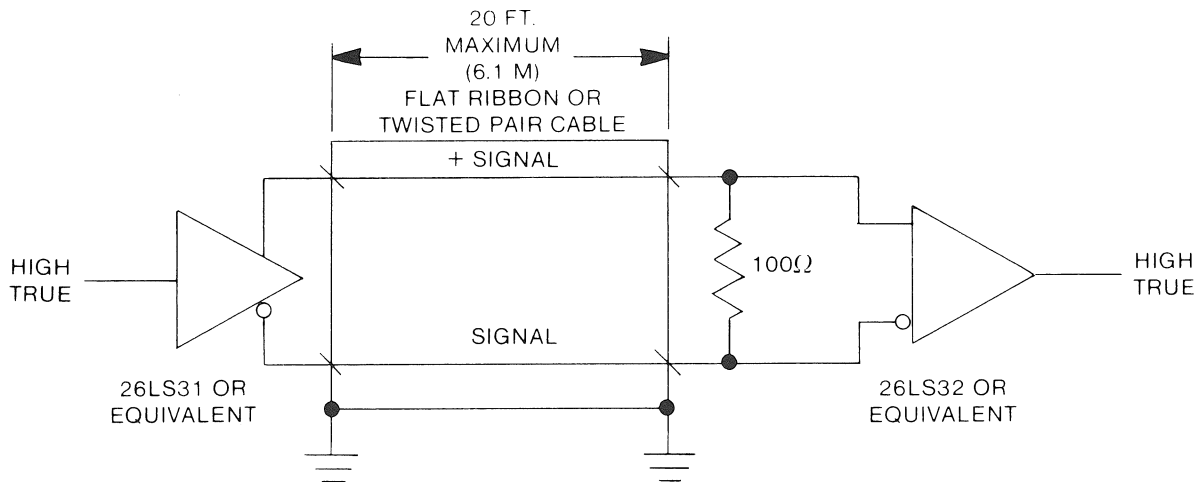 20 FT.
MAXIMUM
(6.1 M)
FLAT RIBBON OR
TWISTED PAIR CABLE
+ SIGNAL
HIGH
TRUE
100Ω
HIGH
TRUE
SIGNAL
26LS31 OR
EQUIVALENT
26LS32 OR
EQUIVALENT